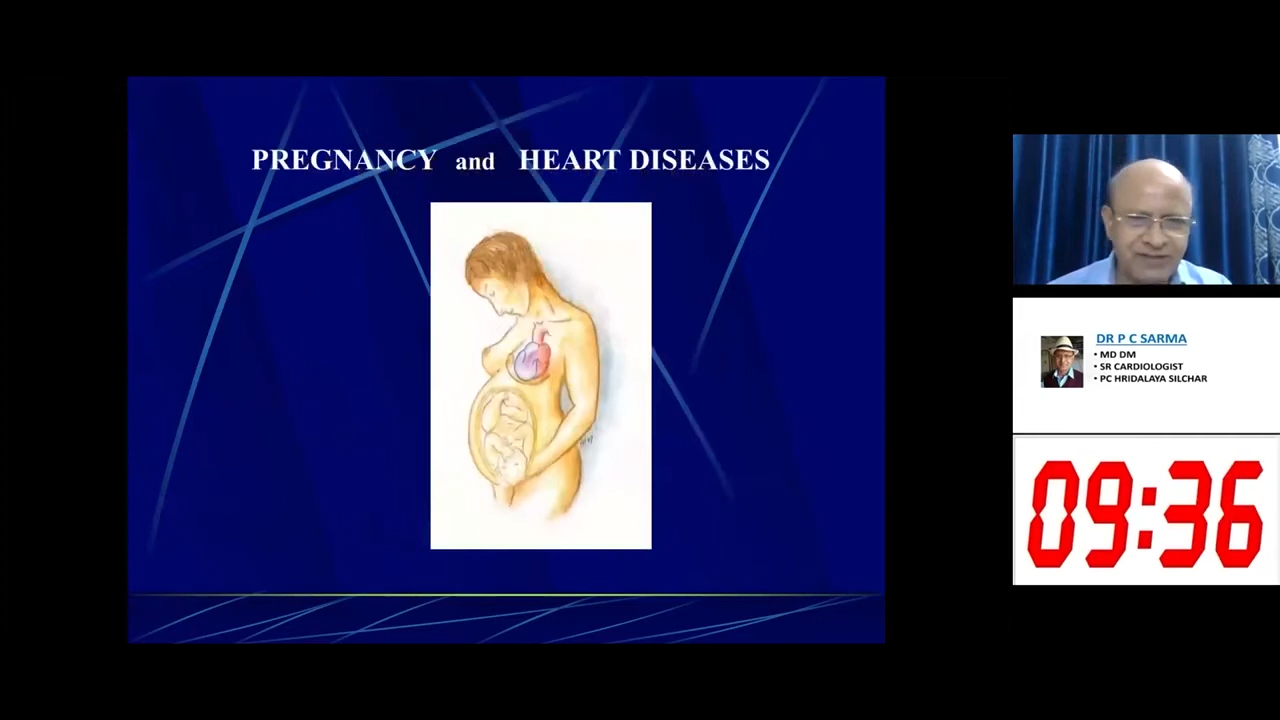 PREGNANCY and HEART DISEASES
DR P C SARMA
• MD DM
• SR CARDIOLOGIST
• PC HRIDALAYA SILCHAR
09:36